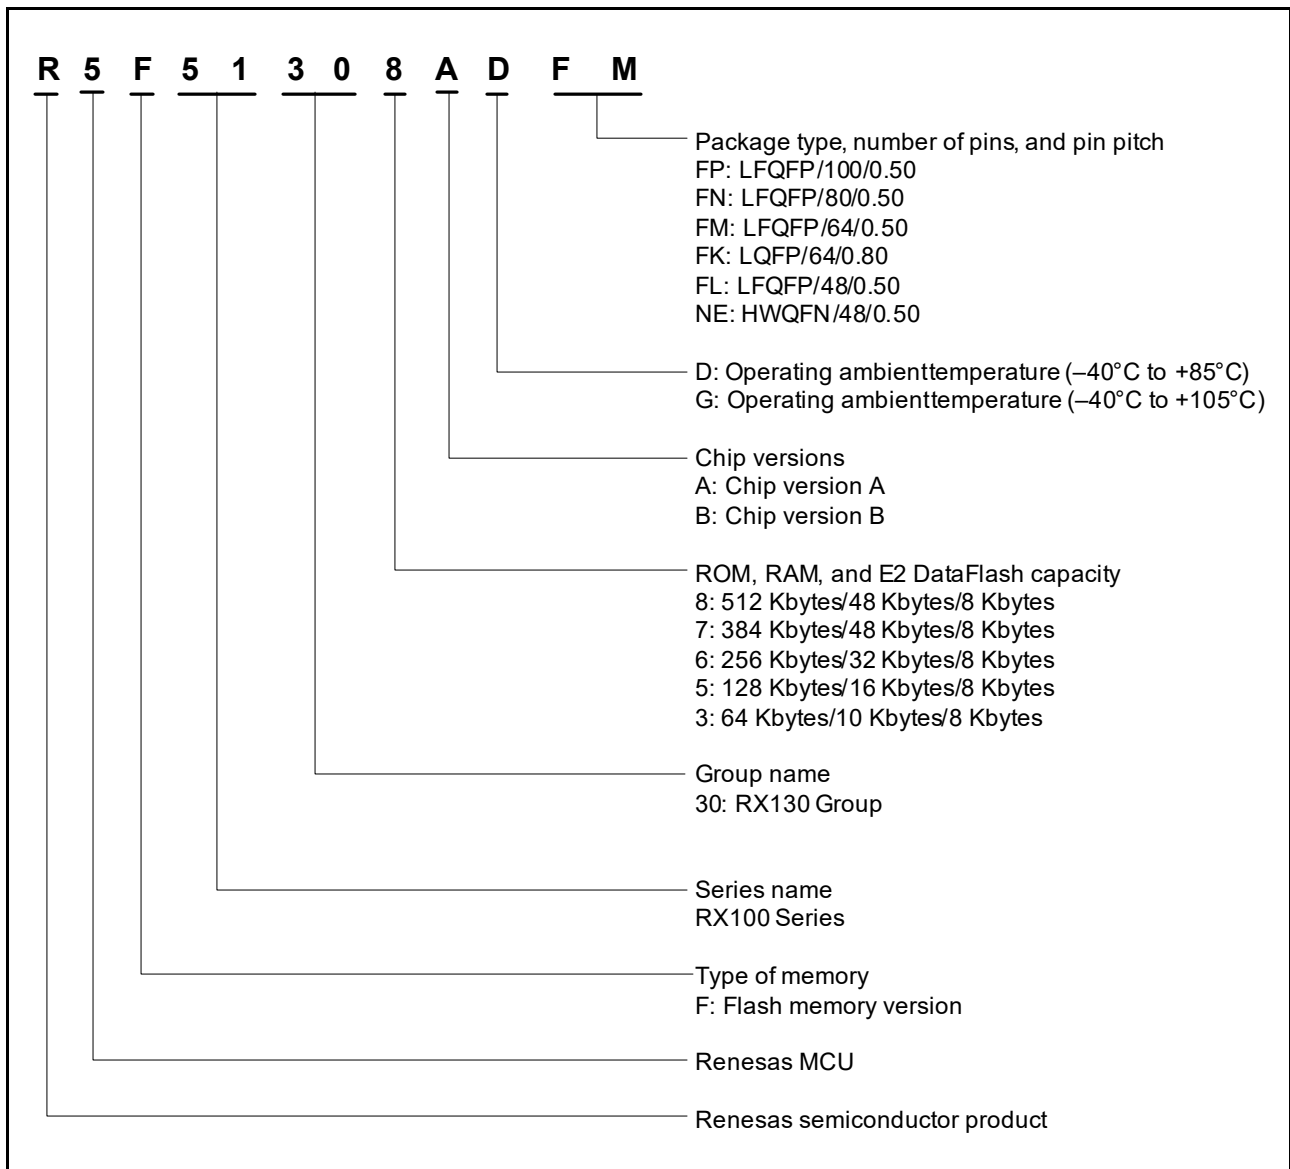 R 5 F 5 1 3 0 8 A D F M
Package type, number of pins, and pin pitch
FP: LFQFP/100/0.50
FN: LFQFP/80/0.50
FM: LFQFP/64/0.50
FK: LQFP/64/0.80
FL: LFQFP/48/0.50
NE: HWQFN/48/0.50
D: Operating ambienttemperature (–40°C to +85°C)
G: Operating ambienttemperature (–40°C to +105°C)
Chip versions
A: Chip version A
B: Chip version B
ROM, RAM, and E2 DataFlash capacity
8: 512 Kbytes/48 Kbytes/8 Kbytes
7: 384 Kbytes/48 Kbytes/8 Kbytes
6: 256 Kbytes/32 Kbytes/8 Kbytes
5: 128 Kbytes/16 Kbytes/8 Kbytes
3: 64 Kbytes/10 Kbytes/8 Kbytes
Group name
30: RX130 Group
Series name
RX100 Series
Type of memory
F: Flash memory version
Renesas MCU
Renesas semiconductor product